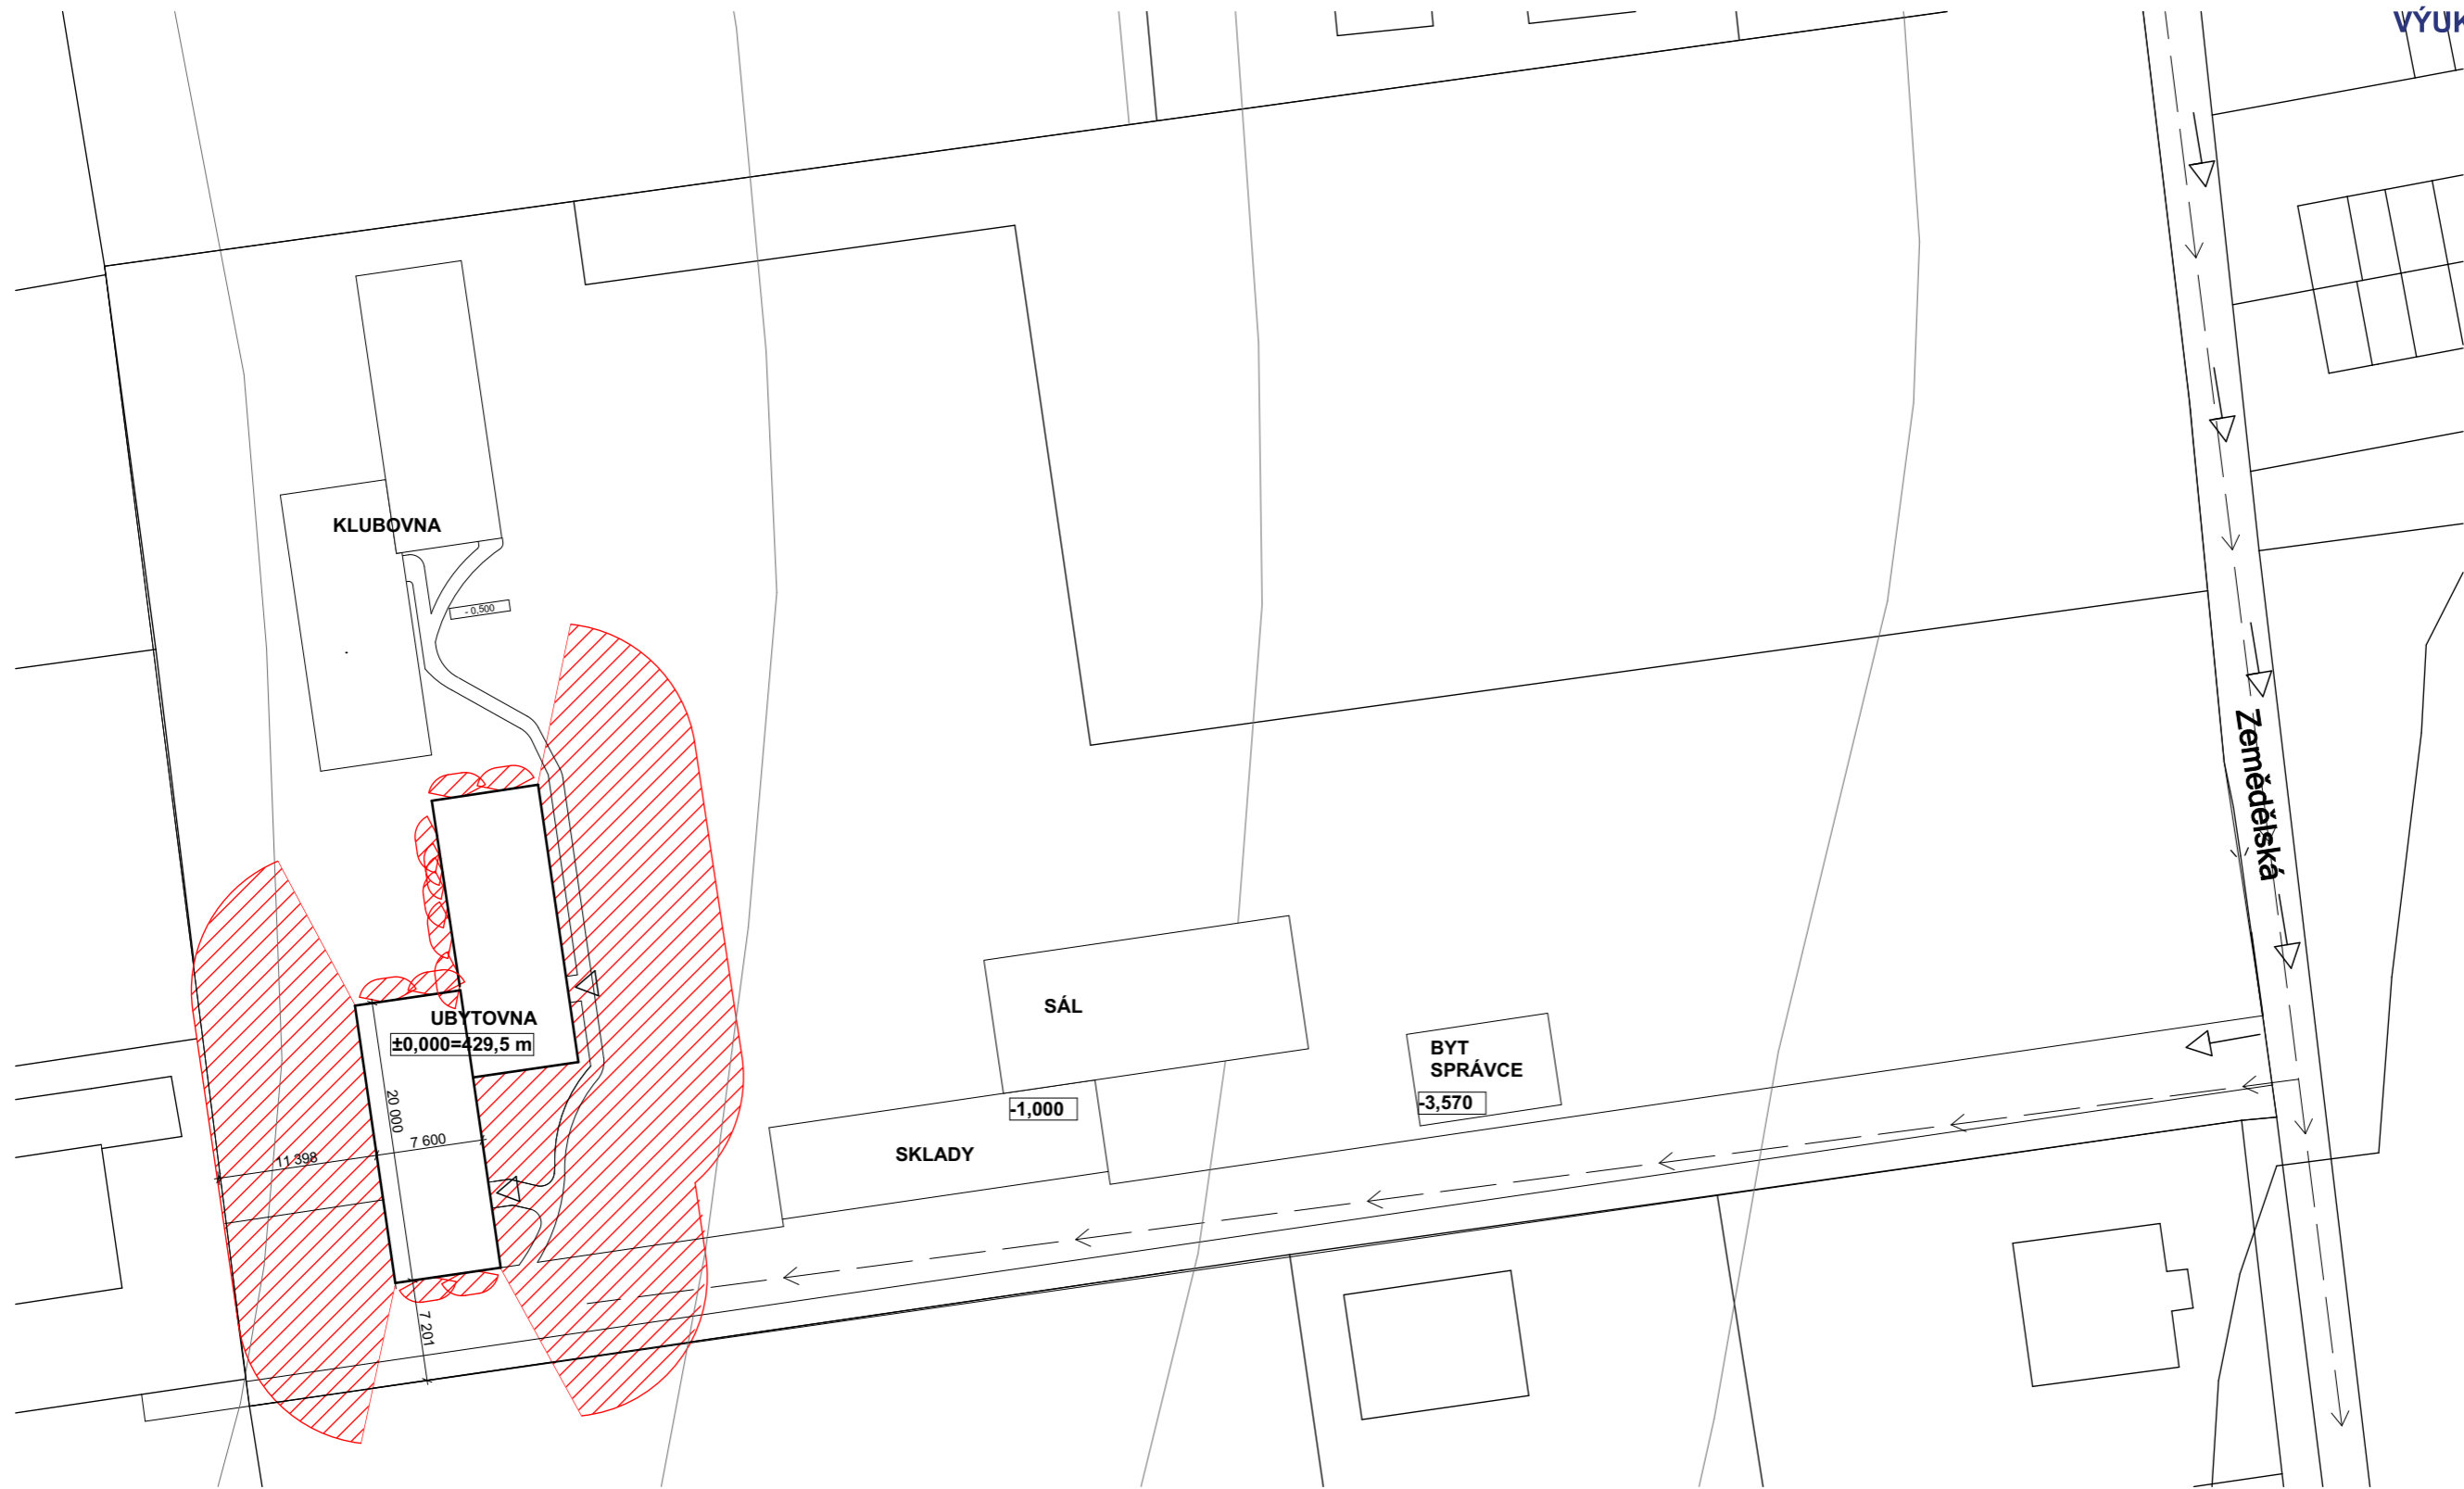 VÝUK
KLUBOVNA
- 0,500
Zemědělská
UBYTOVNA
±0,000=429,5 m
SÁL
BYT
SPRÁVCE
-3,570
-1,000
SKLADY
20 000
7 600
11 398
7 201